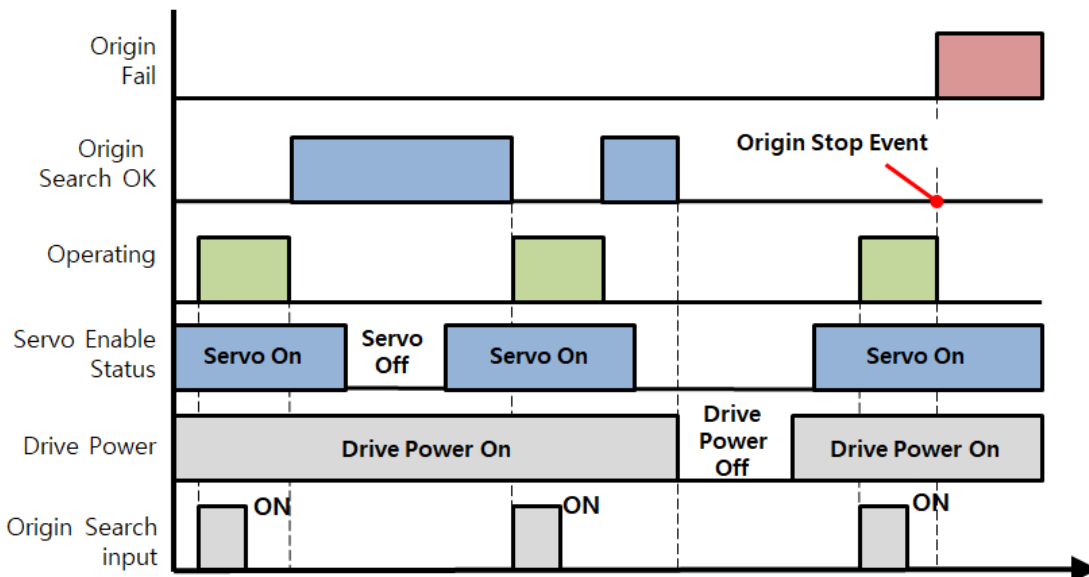 Origin
Fail
Origin
Search OK
Origin Stop Event
Operating
Servo Enable
Status
Servo On
Servo
Off
Servo On
Servo On
Drive Power
Drive Power On
Drive
Power
Off
Drive Power On
Origin Search
input
ON
ON
ON